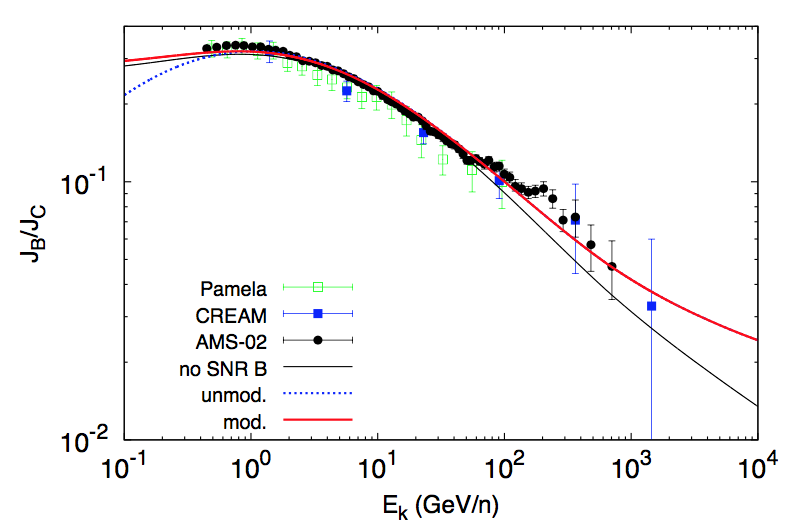 J_B/J_C
10^-1
10^-2
Pamela
CREAM
AMS-02
no SNR B
unmod.
mod.
10^-1 10^0 10^1 10^2 10^3 10^4
E_k (GeV/n)